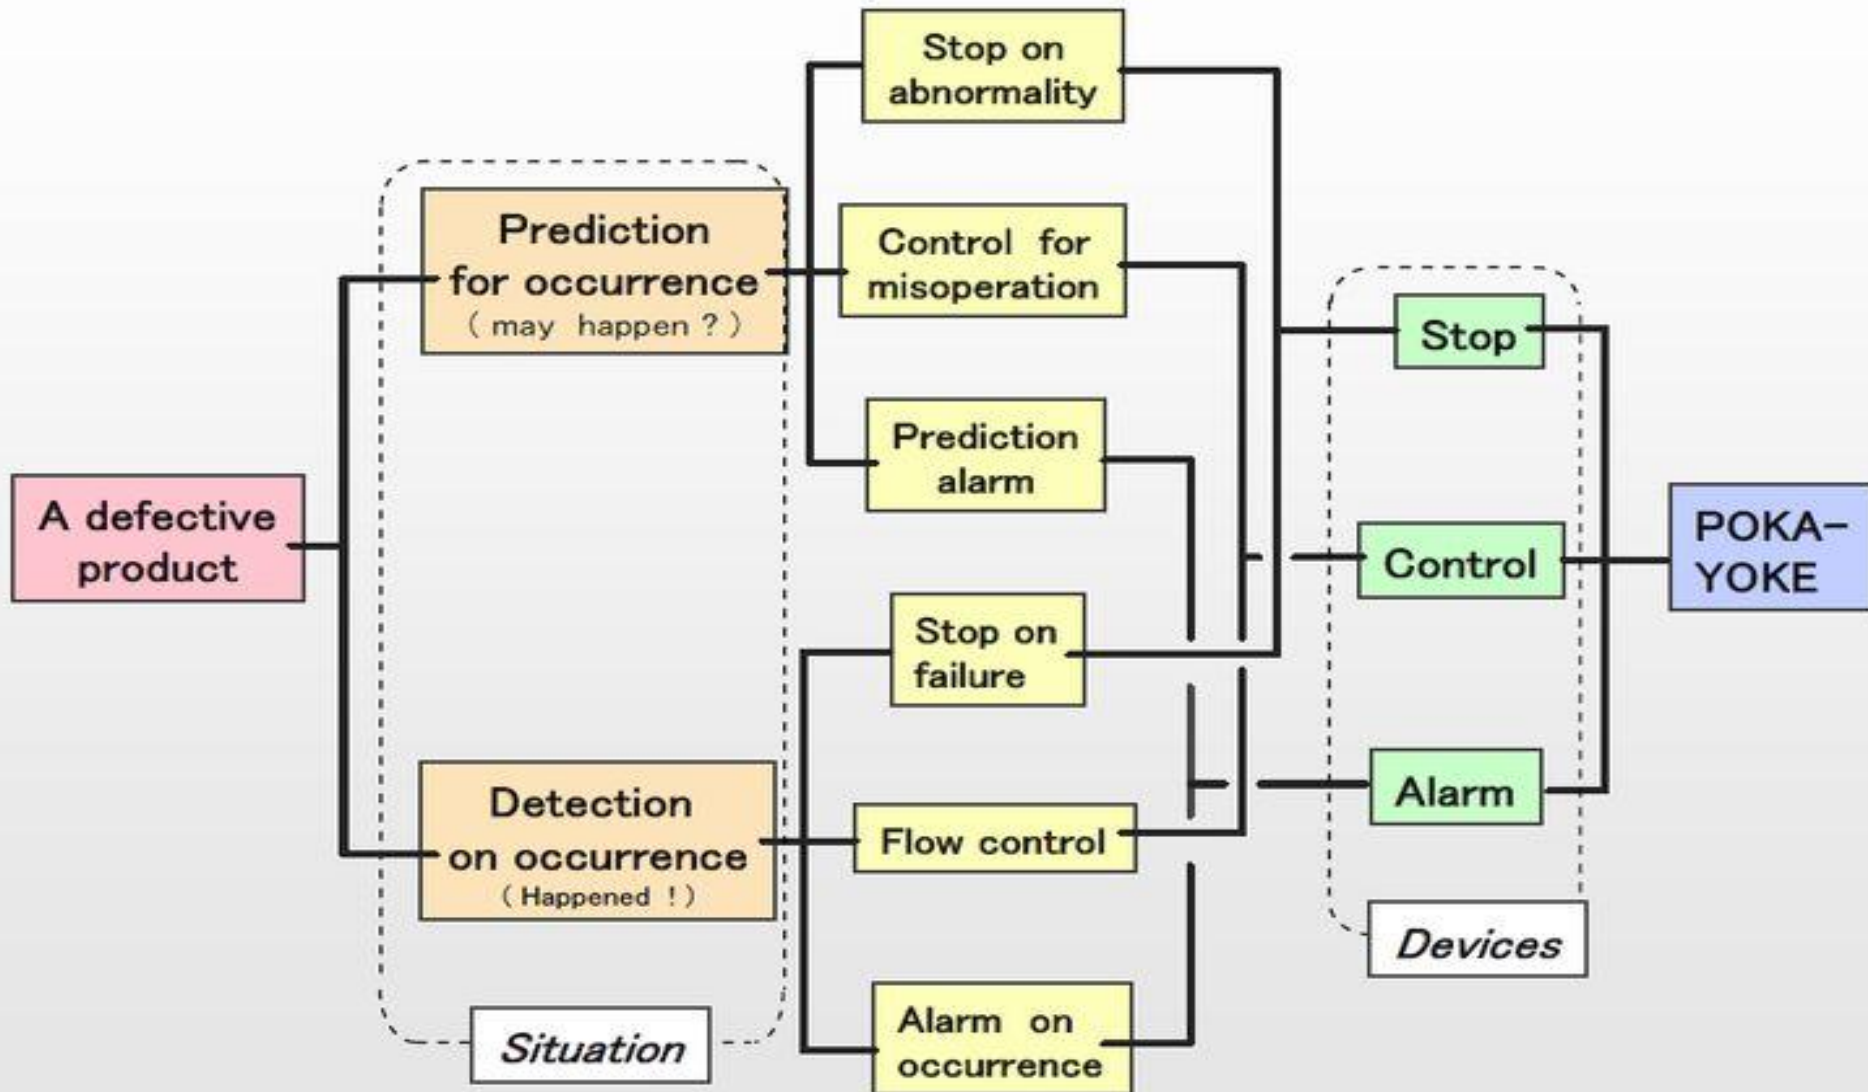 Stop on
abnormality
Prediction
for occurrence
( may happen ? )
Control for
misoperation
Stop
Prediction
alarm
A defective
product
POKA-
YOKE
Control
Stop on
failure
Detection
on occurrence
( Happened ! )
Flow control
Alarm
Devices
Situation
Alarm on
occurrence